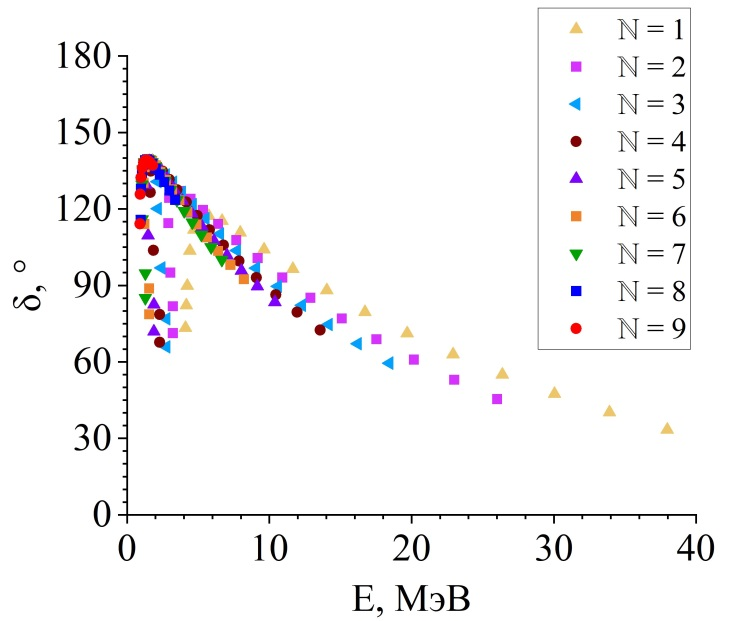 ℕ = 1
ℕ = 2
ℕ = 3
ℕ = 4
ℕ = 5
ℕ = 6
ℕ = 7
ℕ = 8
ℕ = 9
180
150
120
90
60
30
0
δ, °
0 10 20 30 40
E, МэВ